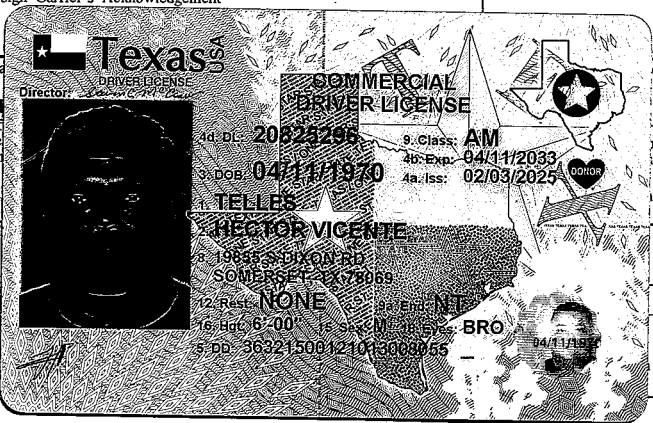 sign Carrier's Acknowledgement
Texas USA
DRIVER LICENSE
Director:
COMMERCIAL
DRIVER LICENSE
4d. DL: 20825296 9. Class: AM
4b. Exp: 04/11/2033
3. DOB: 04/11/1970 4a. Iss: 02/03/2025
DONOR
1. TELLES
2. HECTOR VICENTE
8. 19855 S DIXON RD
SOMERSET, TX 78069
12. Rest: NONE 9a. End: NT
16. Hgt: 6'-00" 15. Sex: M 18. Eyes: BRO
5. DD: